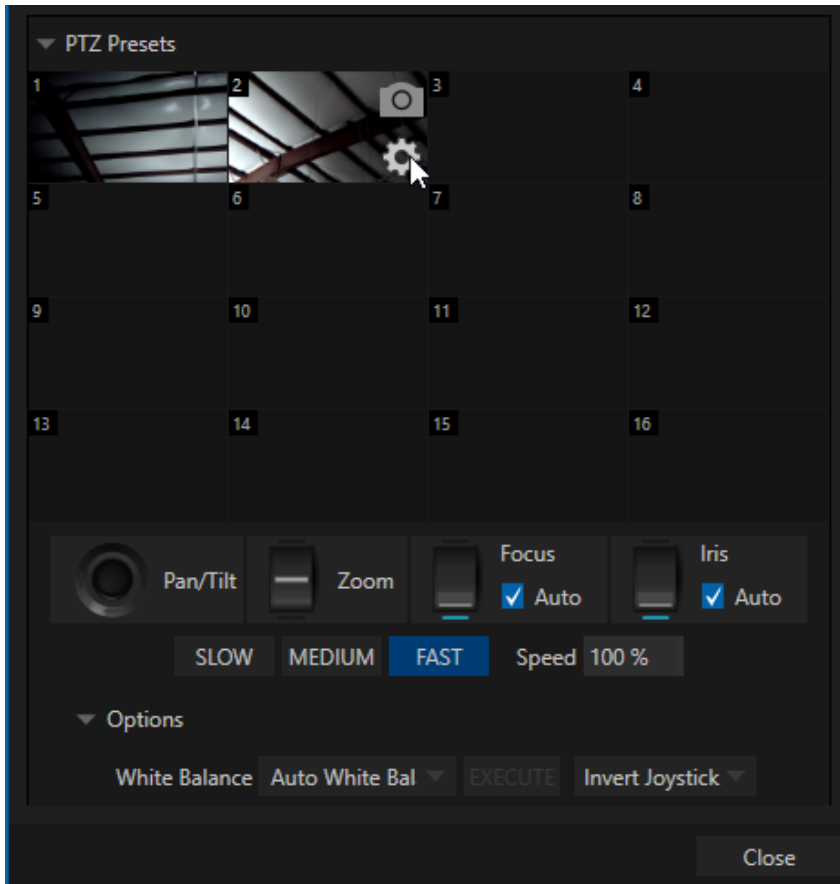 PTZ Presets
1 2 3 4
5 6 7 8
9 10 11 12
13 14 15 16
Pan/Tilt Zoom Focus Auto Iris Auto
SLOW MEDIUM FAST Speed 100 %
Options
White Balance Auto White Bal EXECUTE Invert Joystick
Close